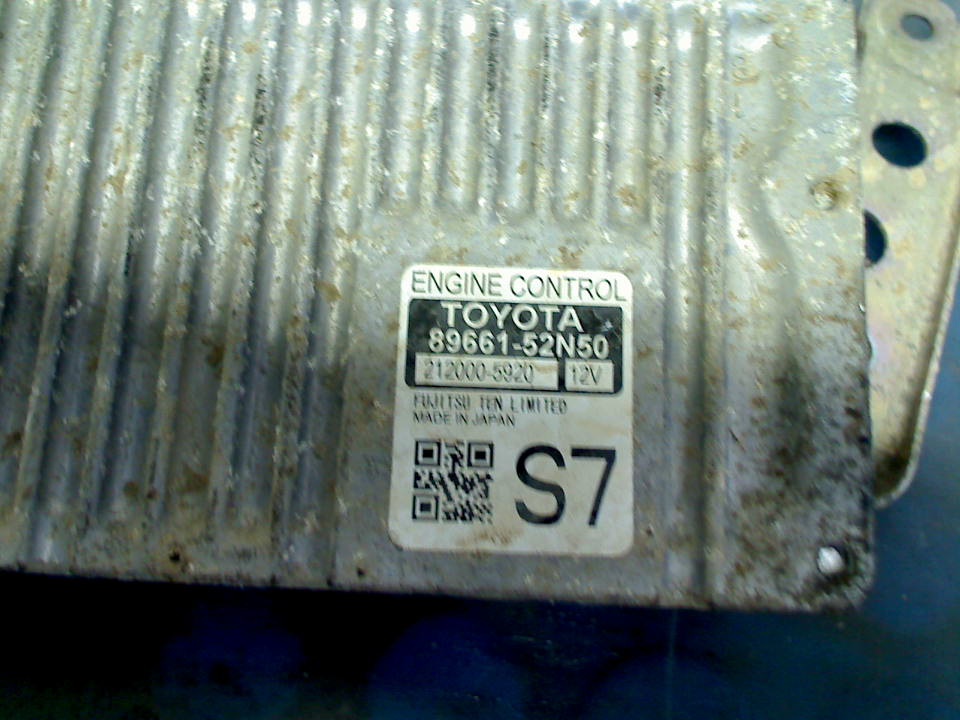 ENGINE CONTROL
TOYOTA
89661-52N50
212000-5920 12V
FUJITSU TEN LIMITED
MADE IN JAPAN
S7